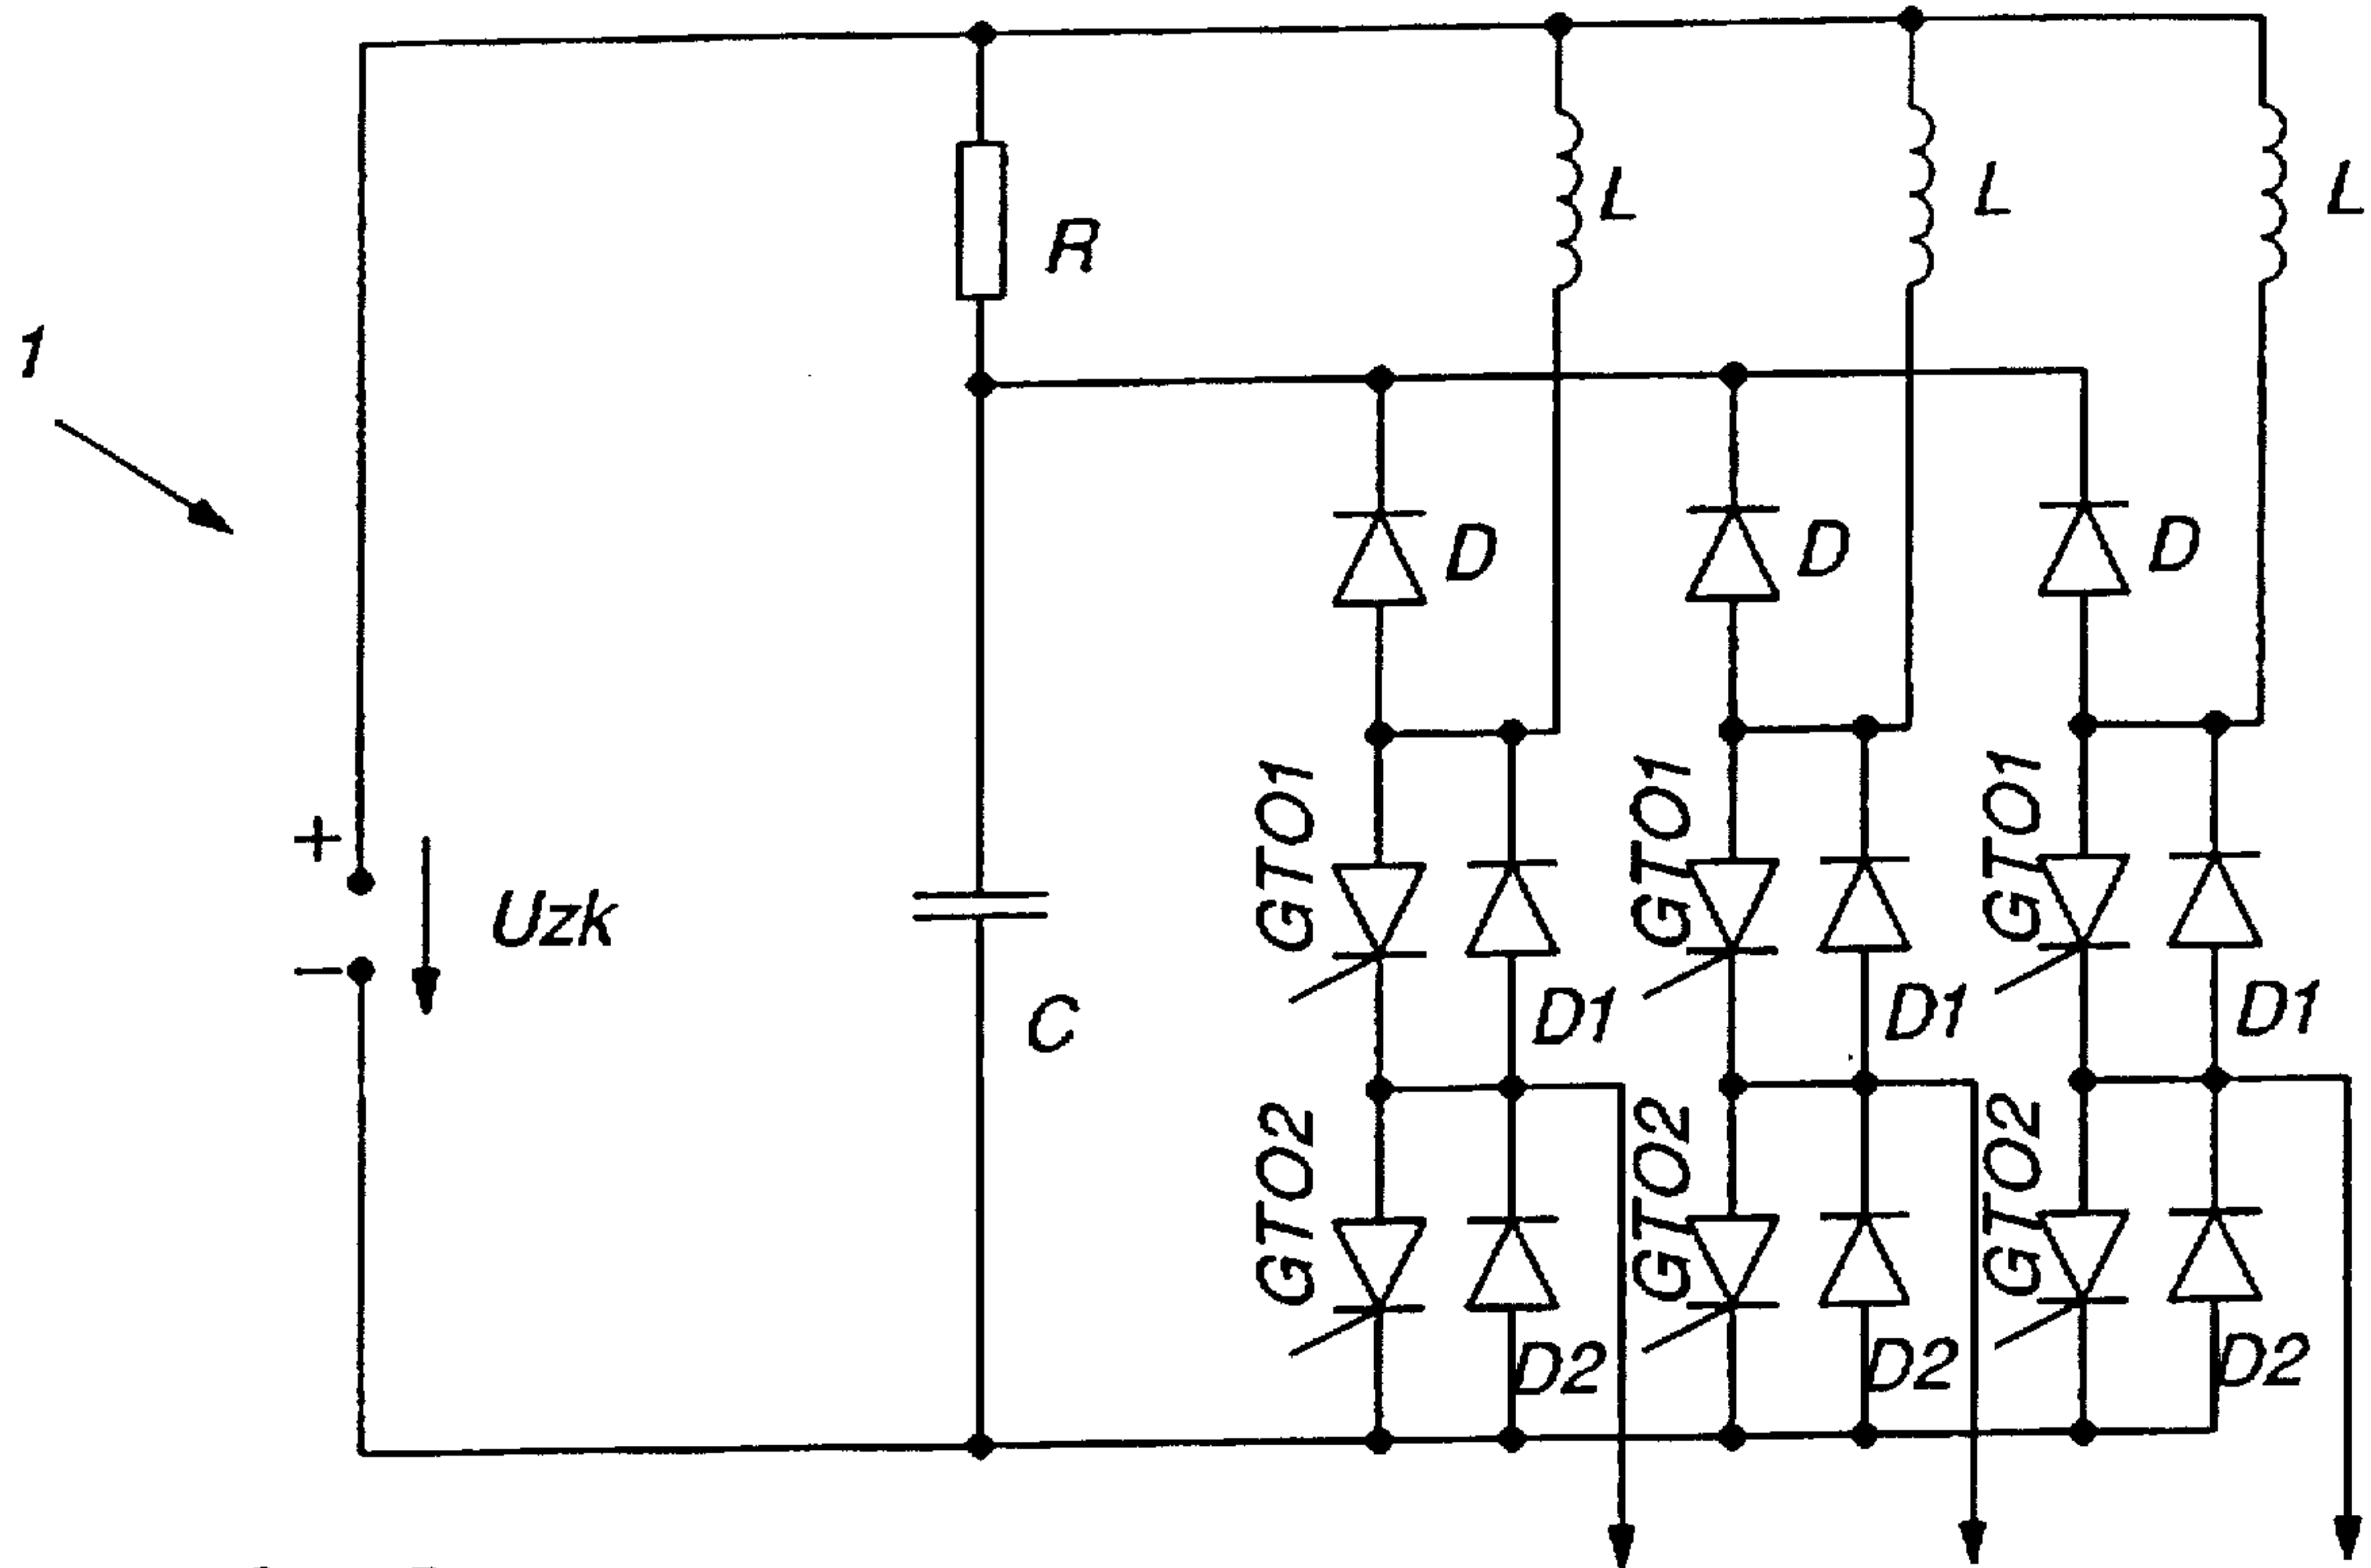 L L L
R
1
D D D
GTO1 GTO1 GTO1
+
Uzk
−
C D1 D1 D1
GTO2 GTO2 GTO2
D2 D2 D2